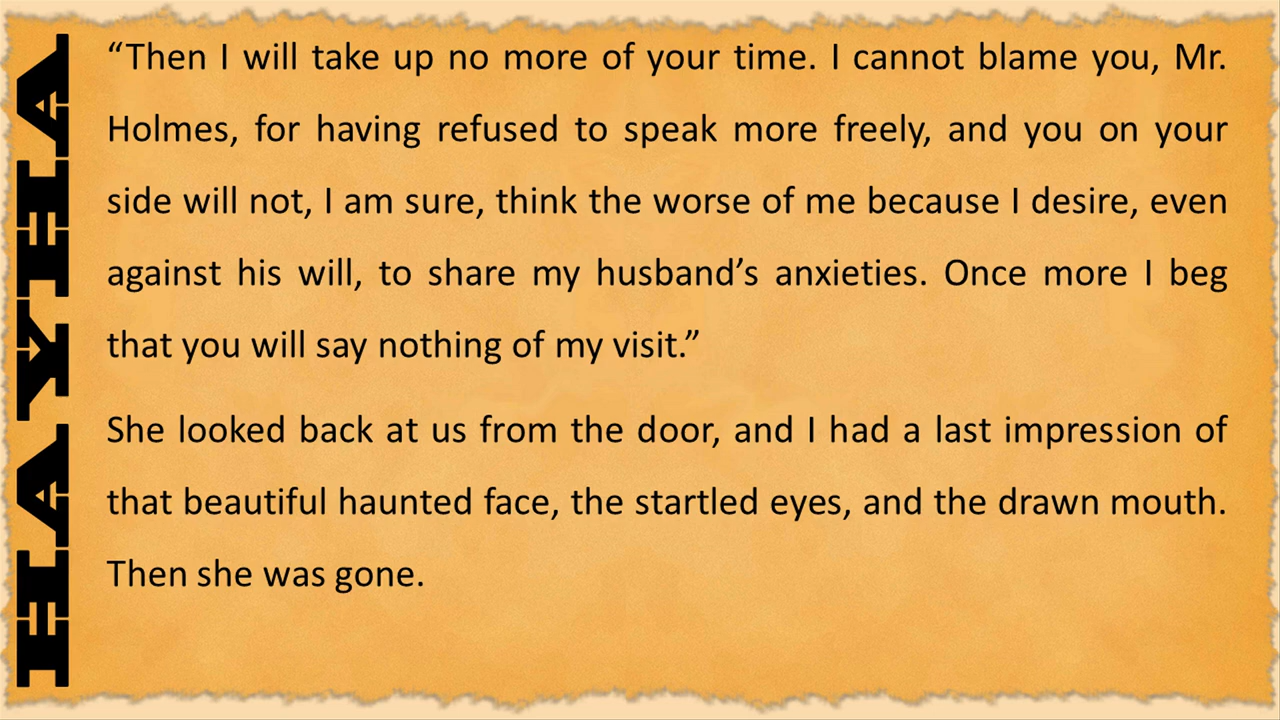 HAYHA
“Then I will take up no more of your time. I cannot blame you, Mr.
Holmes, for having refused to speak more freely, and you on your
side will not, I am sure, think the worse of me because I desire, even
against his will, to share my husband’s anxieties. Once more I beg
that you will say nothing of my visit.”
She looked back at us from the door, and I had a last impression of
that beautiful haunted face, the startled eyes, and the drawn mouth.
Then she was gone.